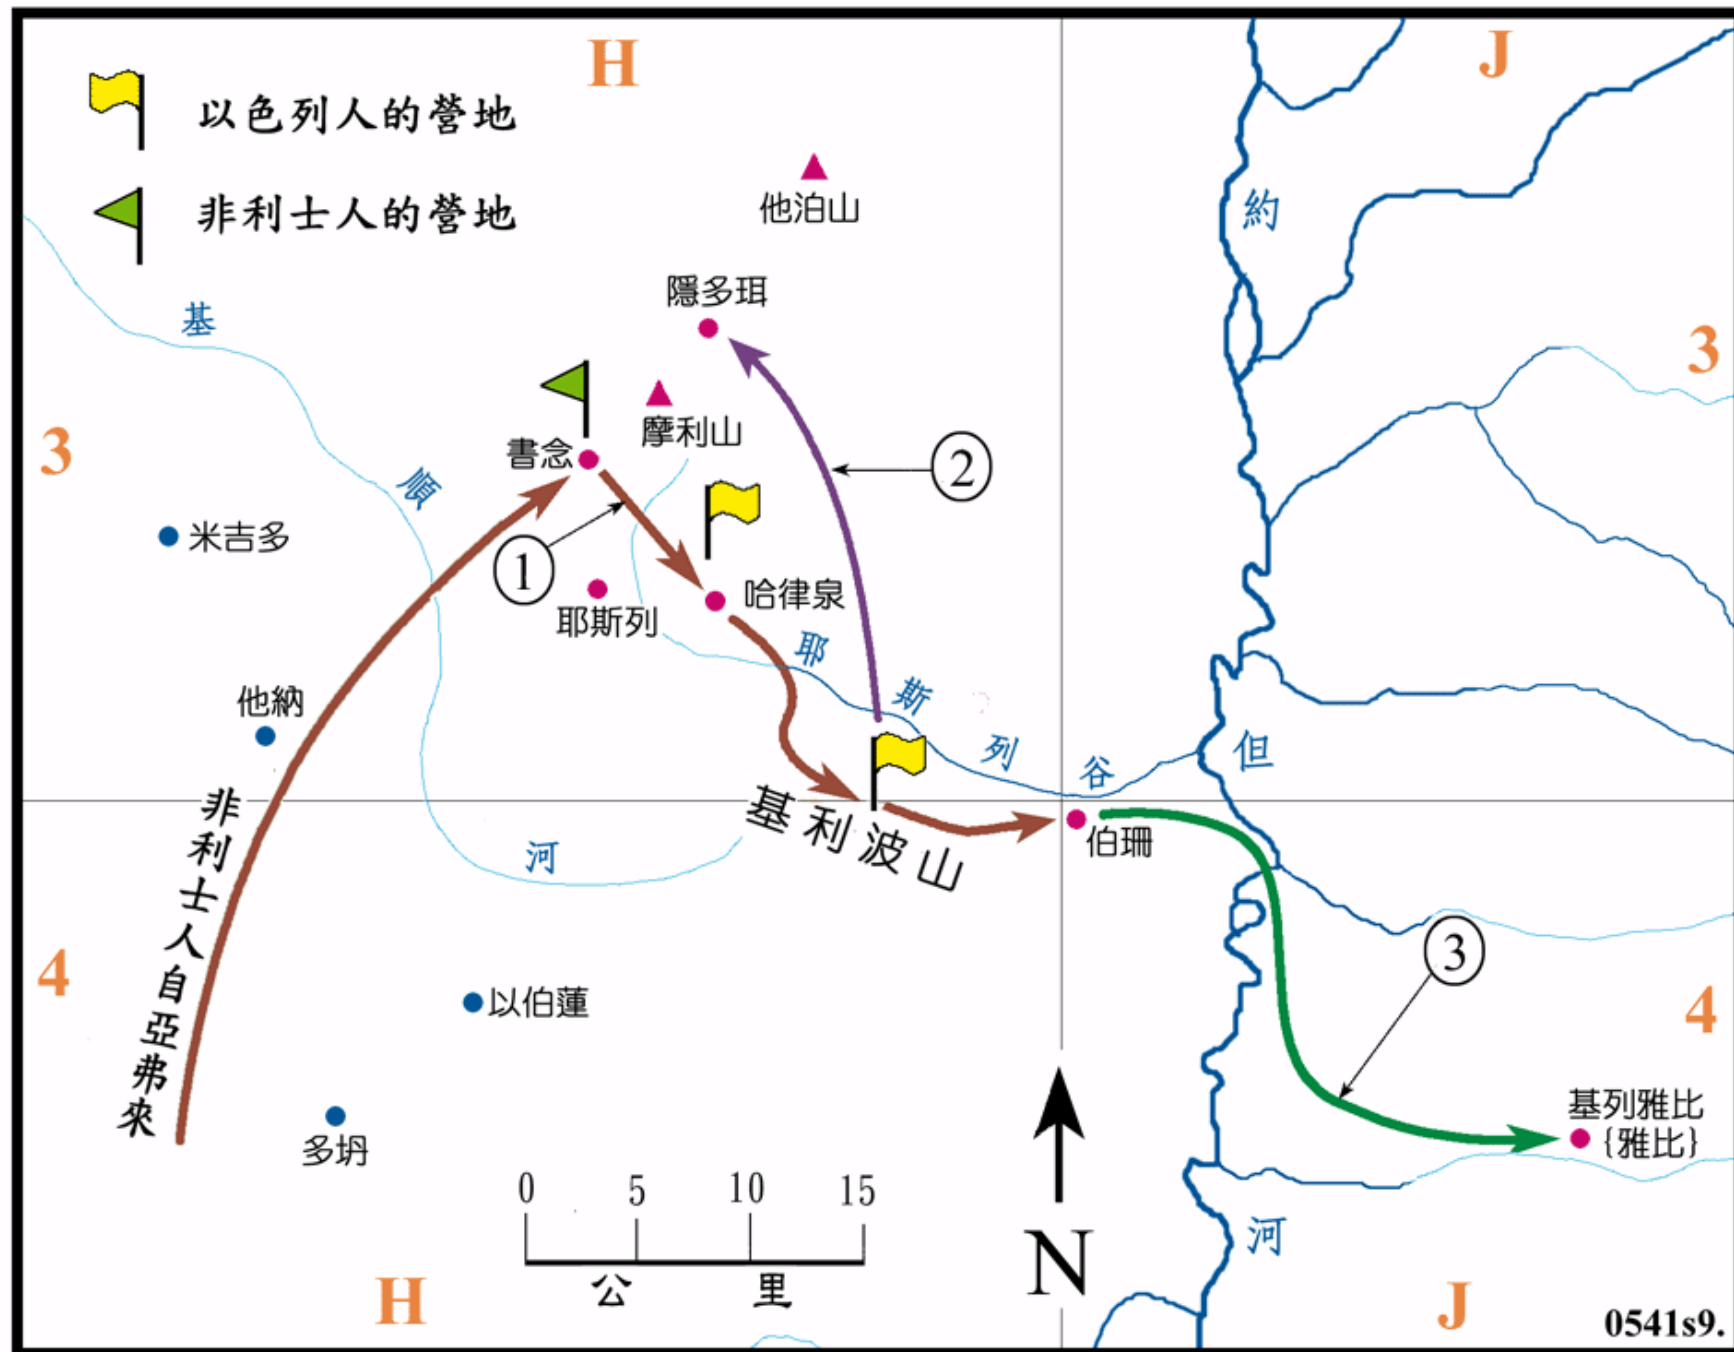 H
J
以色列人的營地
非利士人的營地
他泊山
約
隱多珥
基
3
摩利山
3
書念
順
2
米吉多
1
哈律泉
耶斯列
耶斯列谷
他納
但
基利波山
伯珊
河
非利士人自亞弗來
3
4
以伯蓮
4
基列雅比
{雅比}
多坍
0 5 10 15
公里
N
河
H
J
0541s9.